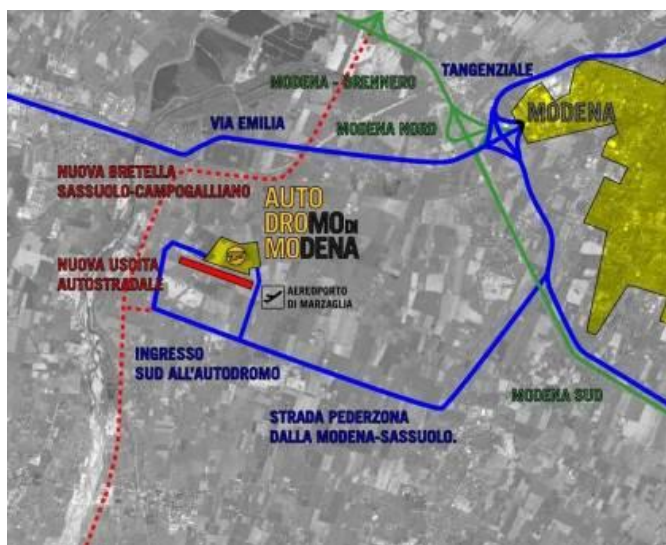 TANGENZIALE
MODENA - BRENNERO
MODENA
VIA EMILIA
MODENA NORD
NUOVA BRETELLA
SASSUOLO-CAMPOGALLIANO
AUTO
DROMO DI
MODENA
NUOVA USCITA
AUTOSTRADALE
AEREOPORTO
DI MARZAGLIA
INGRESSO
SUD ALL'AUTODROMO
MODENA SUD
STRADA PEDERZONA
DALLA MODENA-SASSUOLO.